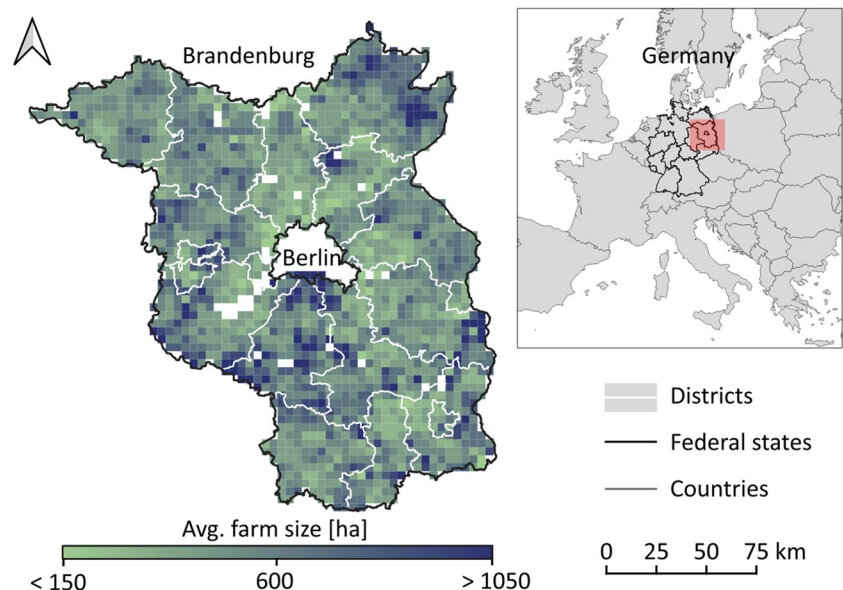 Brandenburg
Berlin
Avg. farm size [ha]
< 150 600 > 1050
Germany
Districts
Federal states
Countries
0 25 50 75 km